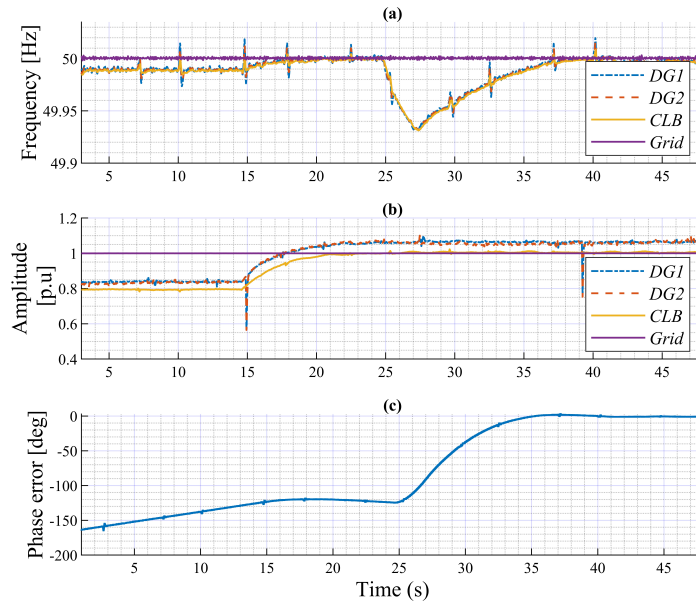 (a)
Frequency [Hz]
50
49.95
49.9
DG1
DG2
CLB
Grid
5 10 15 20 25 30 35 40 45
(b)
Amplitude
[p.u]
1.2
1
0.8
0.6
0.4
DG1
DG2
CLB
Grid
5 10 15 20 25 30 35 40 45
(c)
Phase error [deg]
0
-50
-100
-150
-200
5 10 15 20 25 30 35 40 45
Time (s)